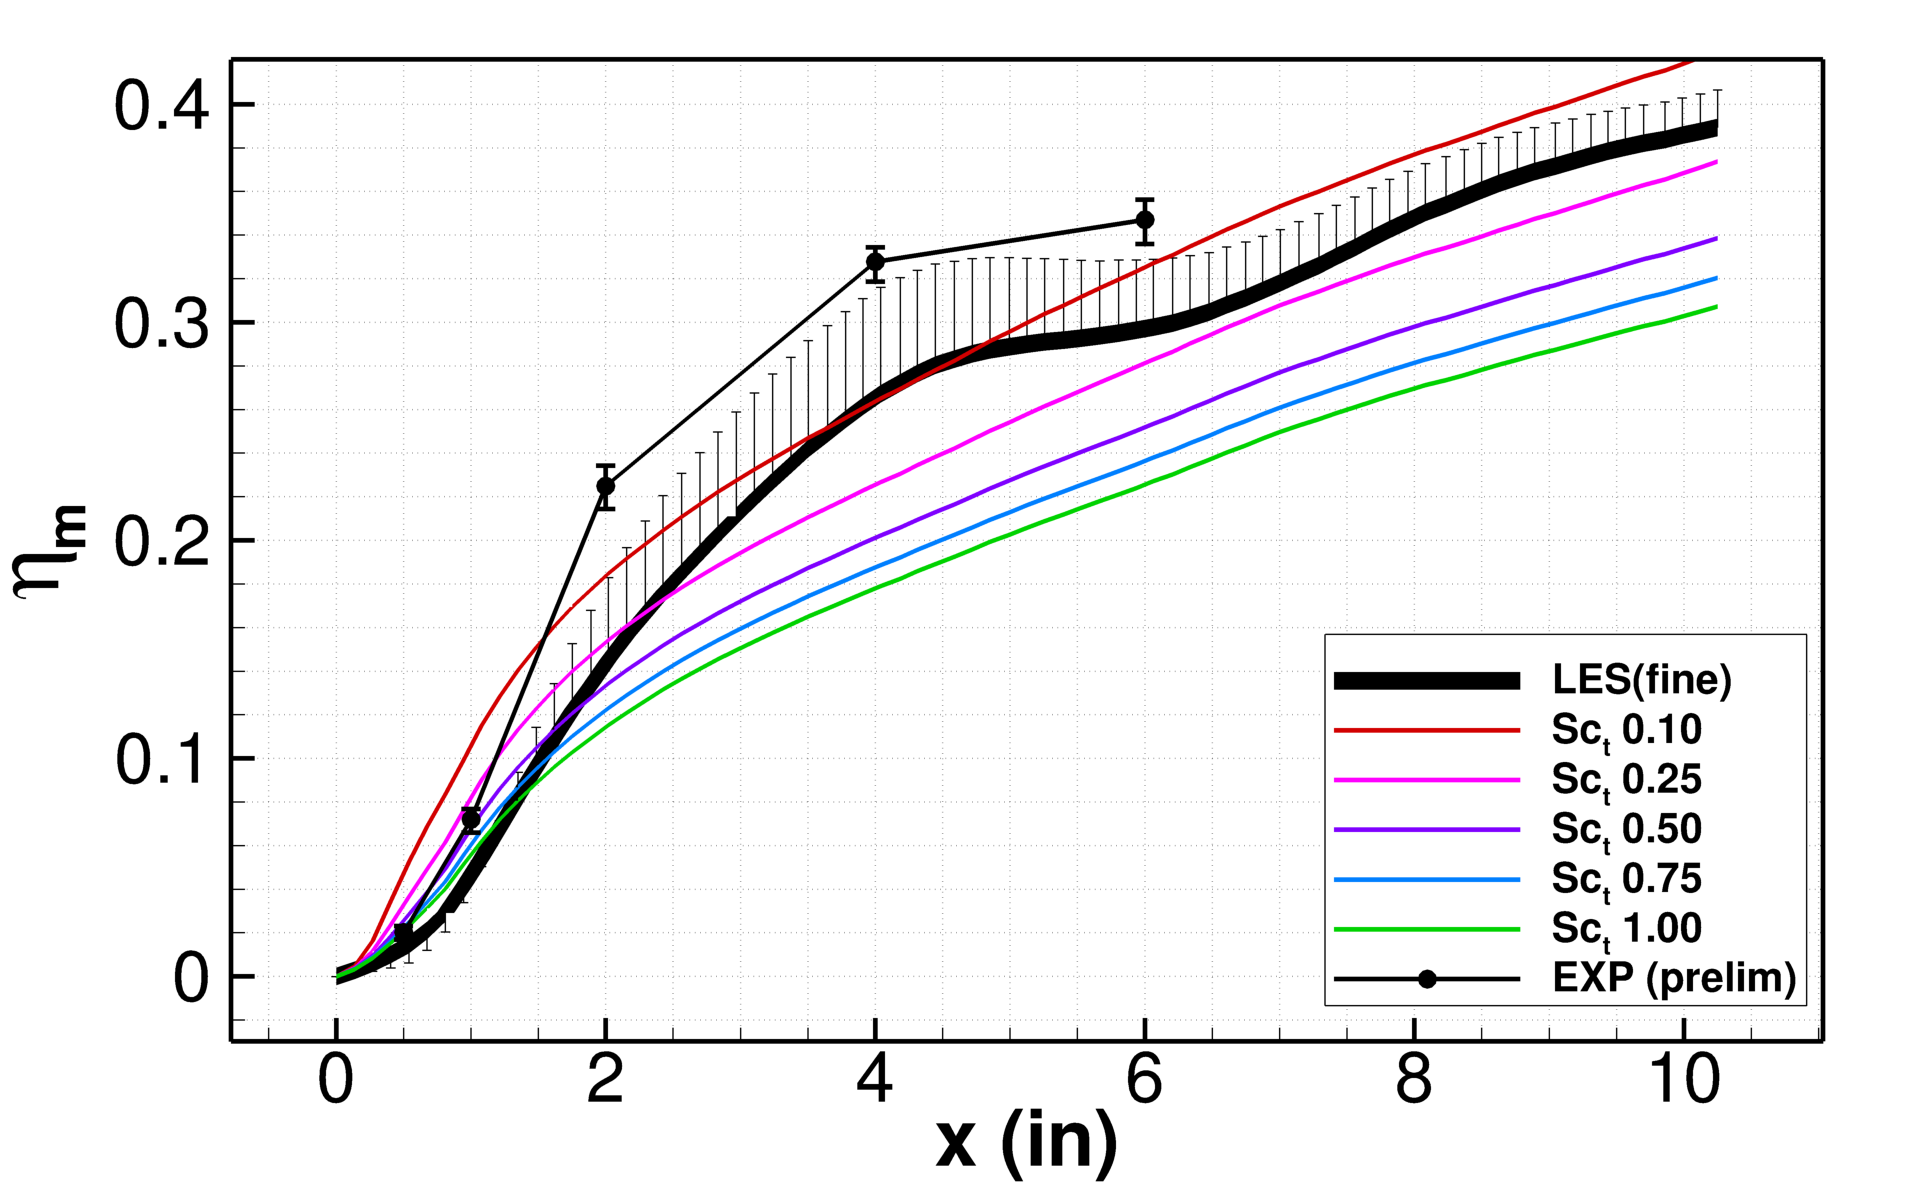 0.4
0.3
0.2
0.1
0
ηm
0 2 4 6 8 10
x (in)
LES(fine)
Sct 0.10
Sct 0.25
Sct 0.50
Sct 0.75
Sct 1.00
EXP (prelim)